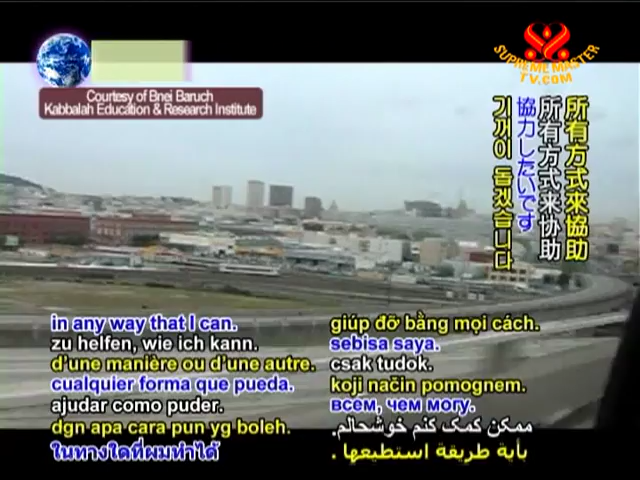 SUPREME MASTER
TV.COM
Courtesy of Bnei Baruch
Kabbalah Education & Research Institute
所有方式來協助
所有方式来协助
協力したいです
기꺼이 돕겠습니다
in any way that I can.
zu helfen, wie ich kann.
d'une manière ou d'une autre.
cualquier forma que pueda.
ajudar como puder.
dgn apa cara pun yg boleh.
ในทางใดที่ผมทำได้
giúp đỡ bằng mọi cách.
sebisa saya.
csak tudok.
koji način pomognem.
всем, чем могу.
ممکن کمک کنم خوشحالم.
بأية طريقة استطيعها .